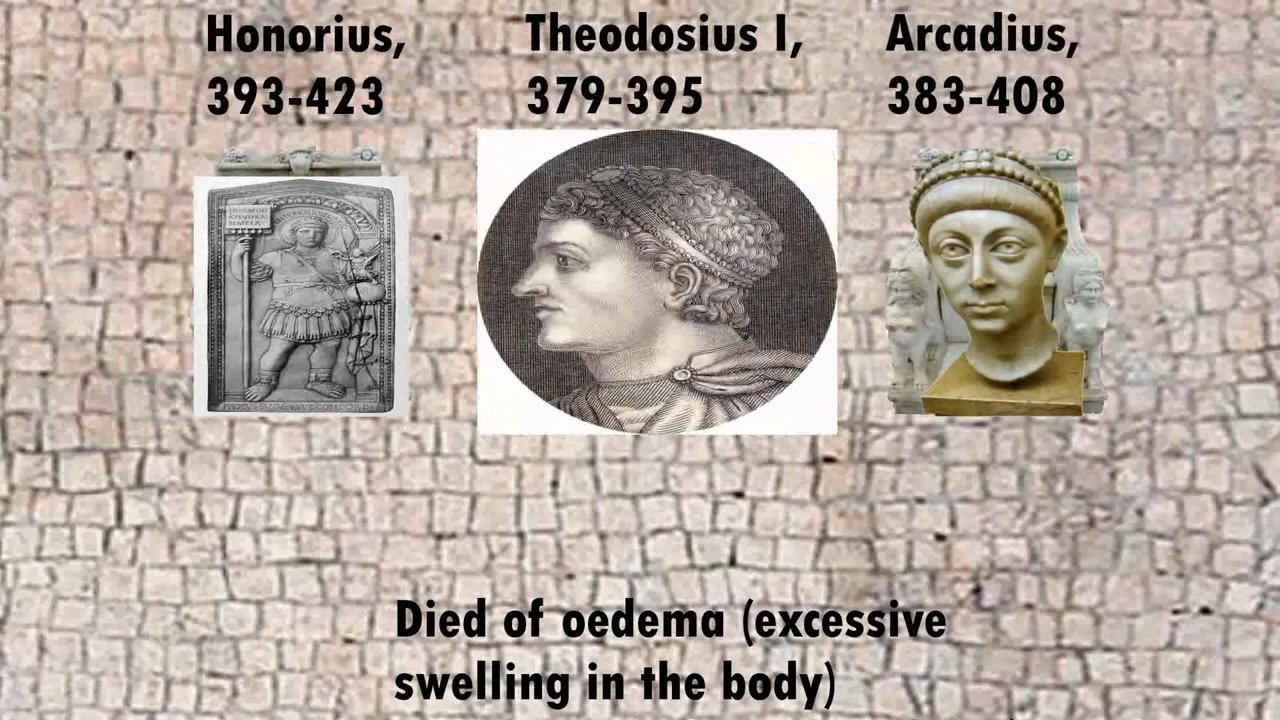 Honorius,
393-423
Theodosius I,
379-395
Arcadius,
383-408
Died of oedema (excessive
swelling in the body)